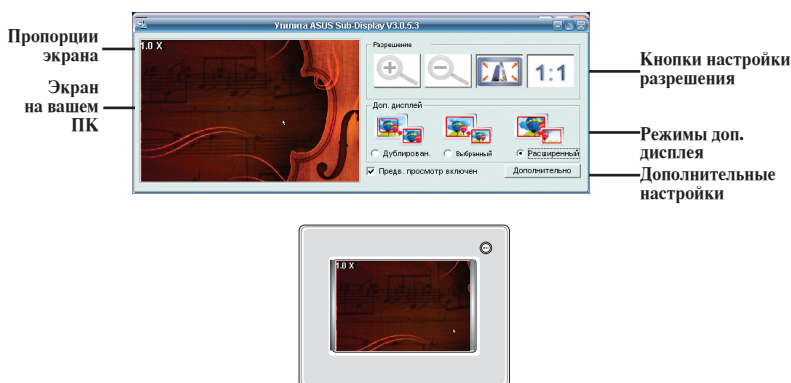 Утилита ASUS Sub-Display V3.0.5.3
Пропорции
экрана
Экран
на вашем
ПК
1.0 X
Разрешение
1:1
Кнопки настройки
разрешения
Доп. дисплей
Дублирован.
Выбранный
Расширенный
Режимы доп.
дисплея
Предв. просмотр включен
Дополнительно
Дополнительные
настройки
1.0 X